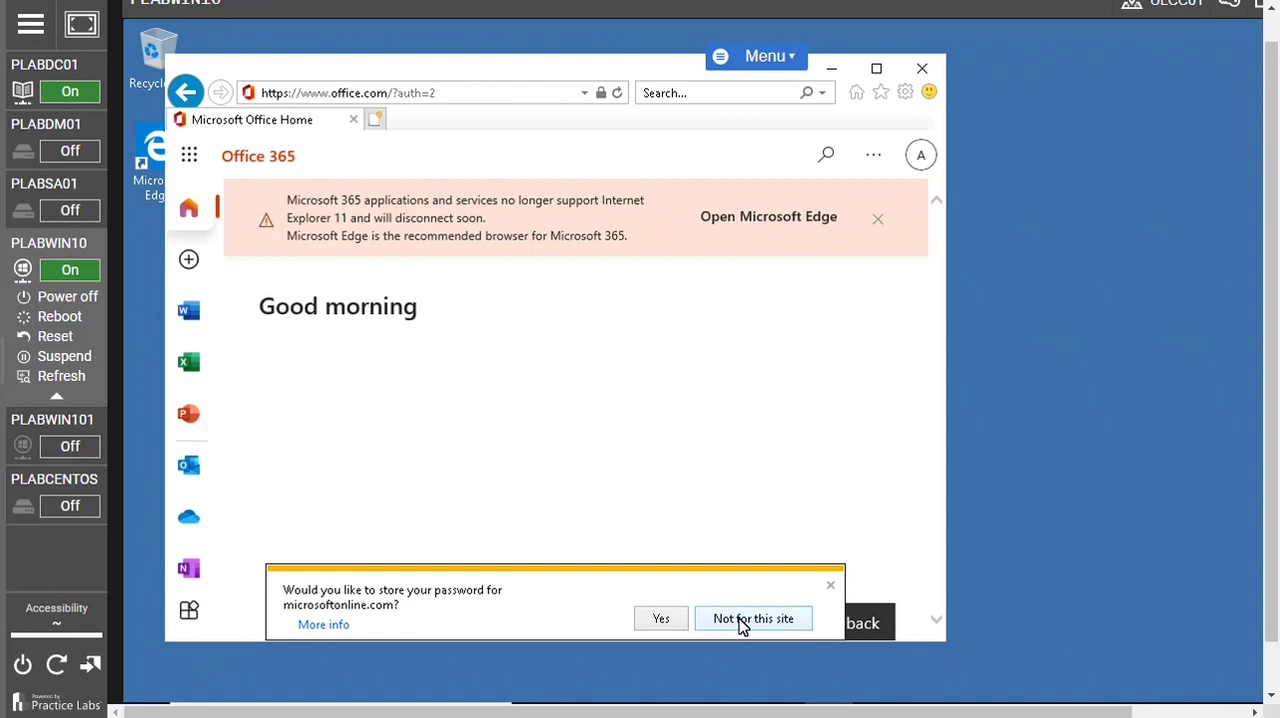 PLABWIN10
PLABDC01
On
PLABDM01
Off
PLABSA01
Off
PLABWIN10
On
Power off
Reboot
Reset
Suspend
Refresh
PLABWIN101
Off
PLABCENTOS
Off
Accessibility
~
Powered by
Practice Labs
Recycle
Micro
Edg
Menu
https://www.office.com/?auth=2
Search...
Microsoft Office Home
Office 365
A
Microsoft 365 applications and services no longer support Internet
Explorer 11 and will disconnect soon.
Microsoft Edge is the recommended browser for Microsoft 365.
Open Microsoft Edge
Good morning
Would you like to store your password for
microsoftonline.com?
More info
Yes
Not for this site
back